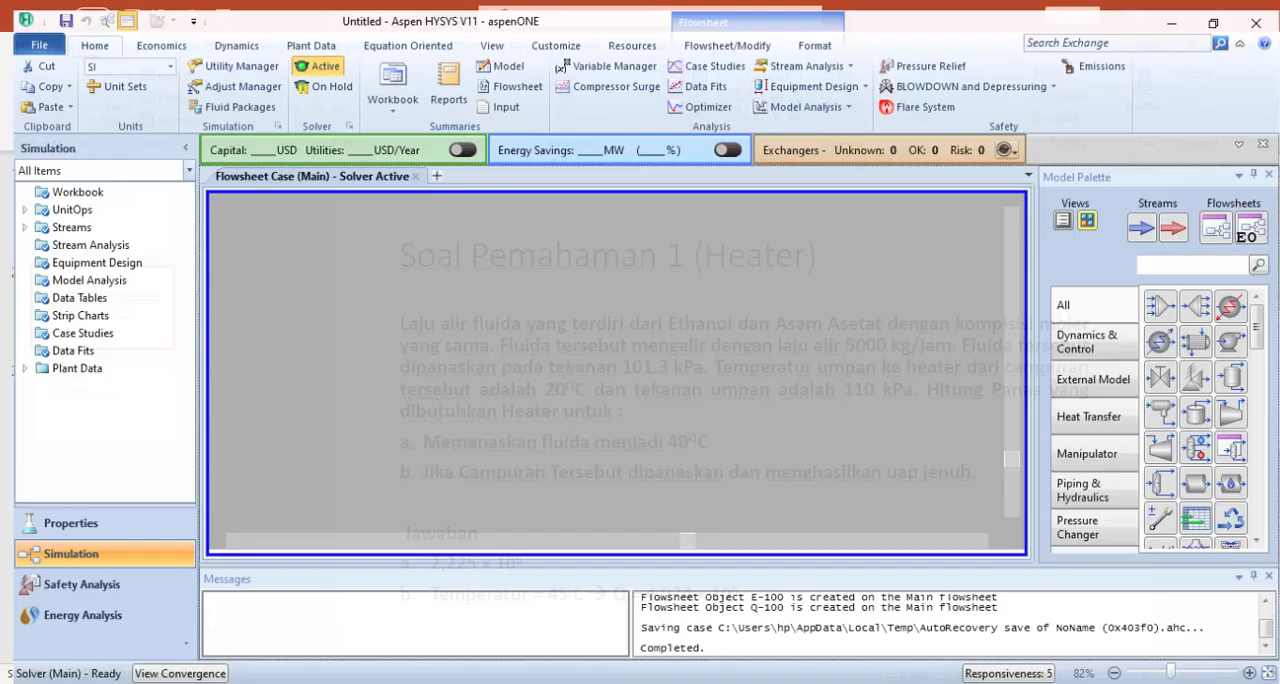 Untitled - Aspen HYSYS V11 - aspenONE
Flowsheet
File Home Economics Dynamics Plant Data Equation Oriented View Customize Resources Flowsheet/Modify Format
Search Exchange
Cut SI Utility Manager Active Model Variable Manager Case Studies Stream Analysis Pressure Relief Emissions
Copy Unit Sets Adjust Manager On Hold Workbook Reports Flowsheet Compressor Surge Data Fits Equipment Design BLOWDOWN and Depressuring
Paste Fluid Packages Input Optimizer Model Analysis Flare System
Clipboard Units Simulation Solver Summaries Analysis Safety
Simulation
Capital: ____USD Utilities: ____USD/Year
Energy Savings: ____MW (____%)
Exchangers - Unknown: 0 OK: 0 Risk: 0
All Items
Flowsheet Case (Main) - Solver Active
Model Palette
Workbook
UnitOps
Streams
Stream Analysis
Equipment Design
Model Analysis
Data Tables
Strip Charts
Case Studies
Data Fits
Plant Data
Views Streams Flowsheets
EO
Soal Pemahaman 1 (Heater)
Laju alir fluida yang terdiri dari Ethanol dan Asam Asetat dengan kompisisi molar
yang sama. Fluida tersebut mengalir dengan laju alir 5000 kg/jam. Fluida
dipanaskan pada tekanan 101.3 kPa. Temperatur umpan ke heater dari campuran
tersebut adalah 20°C dan tekanan umpan adalah 110 kPa. Hitung Panas yang
dibutuhkan Heater untuk :
a. Memanaskan fluida menjadi 40°C
b. Jika Campuran Tersebut dipanaskan dan menghasilkan uap jenuh.
Jawaban
a. 2,225 × 10⁵
b. Temperatur = 45 C →
All
Dynamics &
Control
External Model
Heat Transfer
Manipulator
Piping &
Hydraulics
Pressure
Changer
Properties
Simulation
Safety Analysis
Energy Analysis
Messages
Flowsheet Object E-100 is created on the Main flowsheet
Flowsheet Object Q-100 is created on the Main flowsheet
Saving case C:\Users\hp\AppData\Local\Temp\AutoRecovery save of NoName (0x403f0).ahc...
Completed.
Solver (Main) - Ready View Convergence
Responsiveness: 5 82%